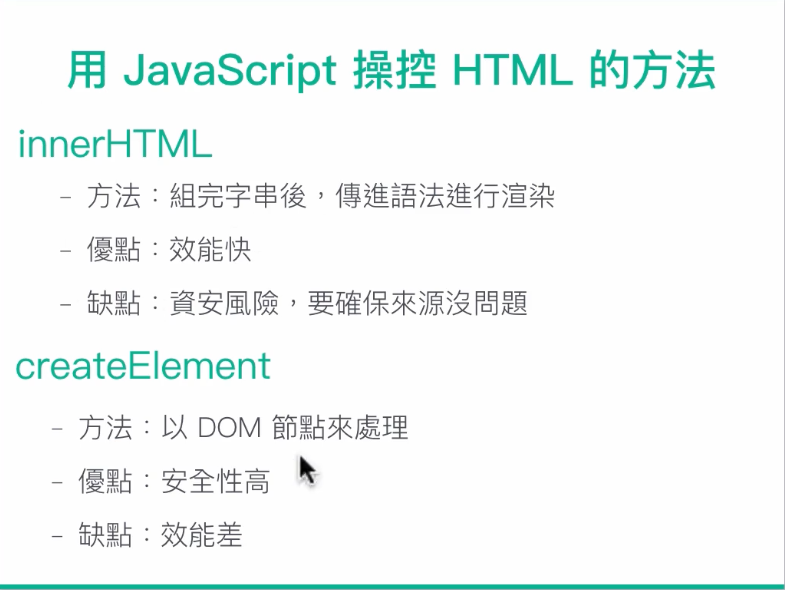 用 JavaScript 操控 HTML 的方法
innerHTML
– 方法：組完字串後，傳進語法進行渲染
– 優點：效能快
– 缺點：資安風險，要確保來源沒問題
createElement
– 方法：以 DOM 節點來處理
– 優點：安全性高
– 缺點：效能差